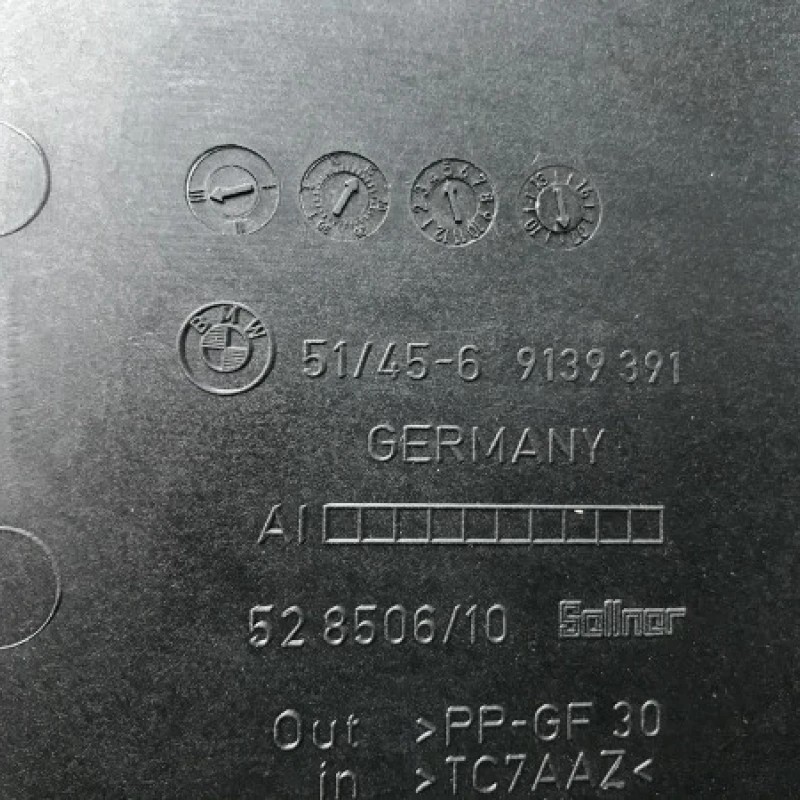 BMW 51/45-6 9139 391
GERMANY
AI
52 8506/10 Sellner
Out >PP-GF 30
in >TC7AAZ<